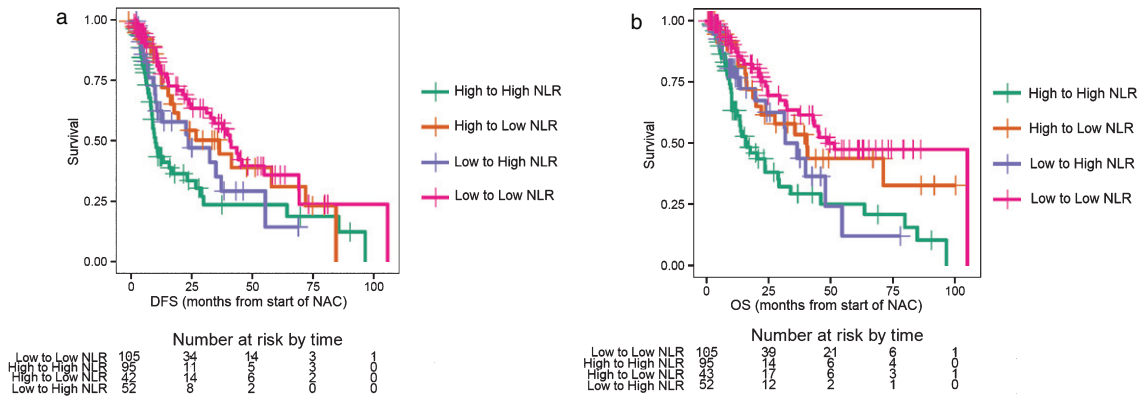 a
Survival
1.00
0.75
0.50
0.25
0.00
0 25 50 75 100
DFS (months from start of NAC)
High to High NLR
High to Low NLR
Low to High NLR
Low to Low NLR
Number at risk by time
Low to Low NLR 105 34 14 3 1
High to High NLR 95 11 5 3 0
High to Low NLR 42 14 6 2 0
Low to High NLR 52 8 2 0 0
b
Survival
1.00
0.75
0.50
0.25
0.00
0 25 50 75 100
OS (months from start of NAC)
High to High NLR
High to Low NLR
Low to High NLR
Low to Low NLR
Number at risk by time
Low to Low NLR 105 39 21 6 1
High to High NLR 95 14 6 4 0
High to Low NLR 43 17 6 3 1
Low to High NLR 52 12 2 1 0